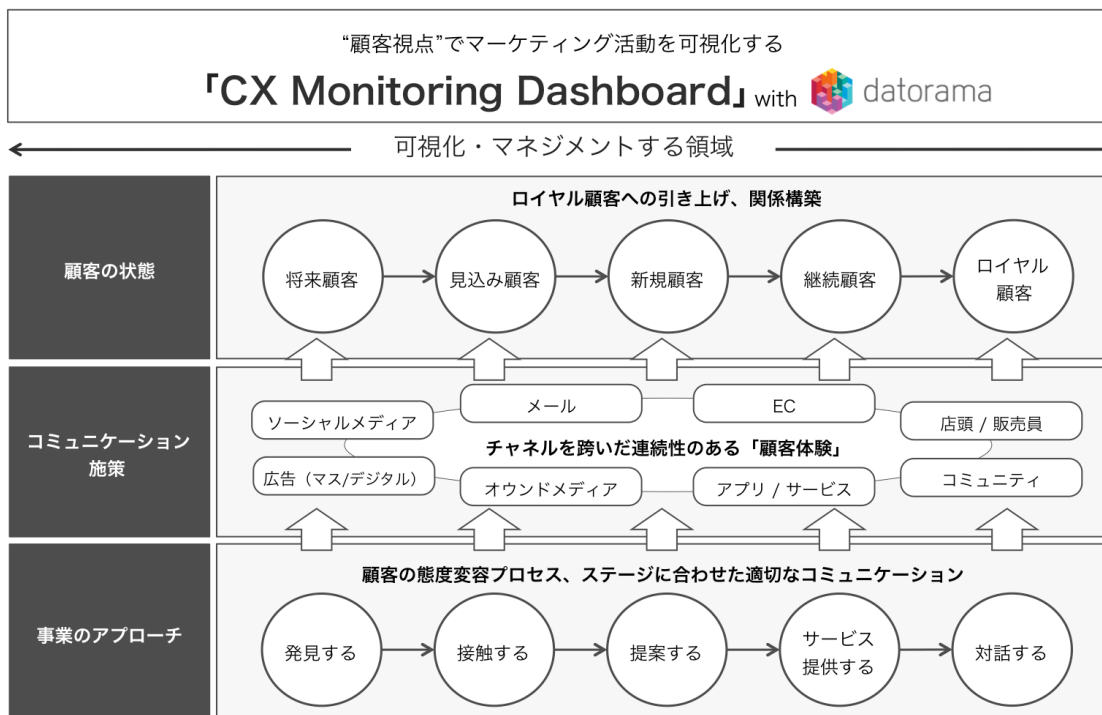 “顧客視点”でマーケティング活動を可視化する
「CX Monitoring Dashboard」with datorama
可視化・マネジメントする領域
顧客の状態
ロイヤル顧客への引き上げ、関係構築
将来顧客
見込み顧客
新規顧客
継続顧客
ロイヤル
顧客
コミュニケーション
施策
ソーシャルメディア
メール
EC
店頭 / 販売員
チャネルを跨いだ連続性のある「顧客体験」
広告（マス/デジタル）
オウンドメディア
アプリ / サービス
コミュニティ
事業のアプローチ
顧客の態度変容プロセス、ステージに合わせた適切なコミュニケーション
発見する
接触する
提案する
サービス
提供する
対話する